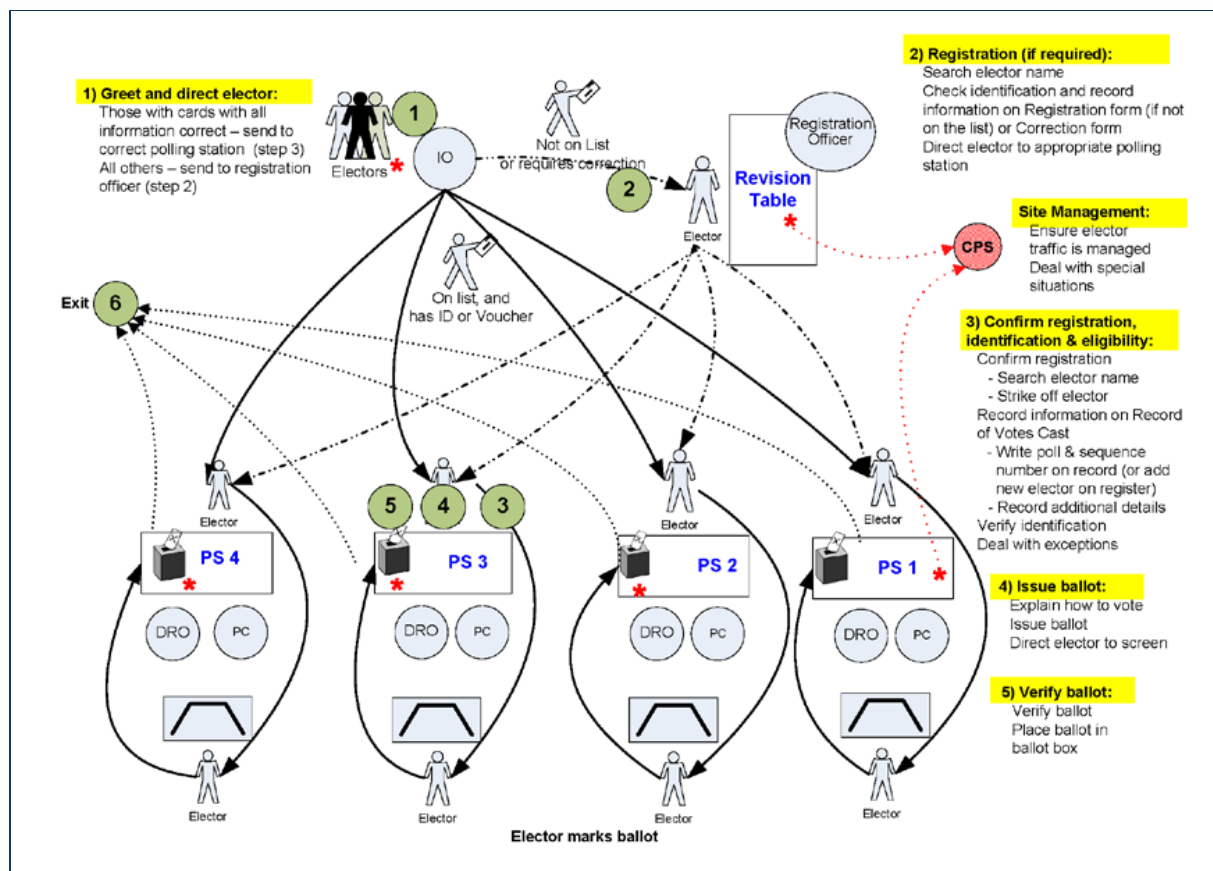 1) Greet and direct elector:
Those with cards with all
information correct – send to
correct polling station (step 3)
All others – send to registration
officer (step 2)
1
IO
Electors *
Not on List
or requires correction
2
Elector
Registration
Officer
Revision
Table
*
2) Registration (if required):
Search elector name
Check identification and record
information on Registration form (if not
on the list) or Correction form
Direct elector to appropriate polling
station
CPS
Site Management:
Ensure elector
traffic is managed
Deal with special
situations
On list, and
has ID or Voucher
Exit
6
3) Confirm registration,
identification & eligibility:
Confirm registration
- Search elector name
- Strike off elector
Record information on Record
of Votes Cast
- Write poll & sequence
number on record (or add
new elector on register)
- Record additional details
Verify identification
Deal with exceptions
Elector
5
4
3
Elector
Elector
PS 4
*
PS 3
*
PS 2
*
PS 1
*
DRO
PC
DRO
PC
DRO
PC
DRO
PC
4) Issue ballot:
Explain how to vote
Issue ballot
Direct elector to screen
5) Verify ballot:
Verify ballot
Place ballot in
ballot box
Elector
Elector
Elector
Elector
Elector marks ballot